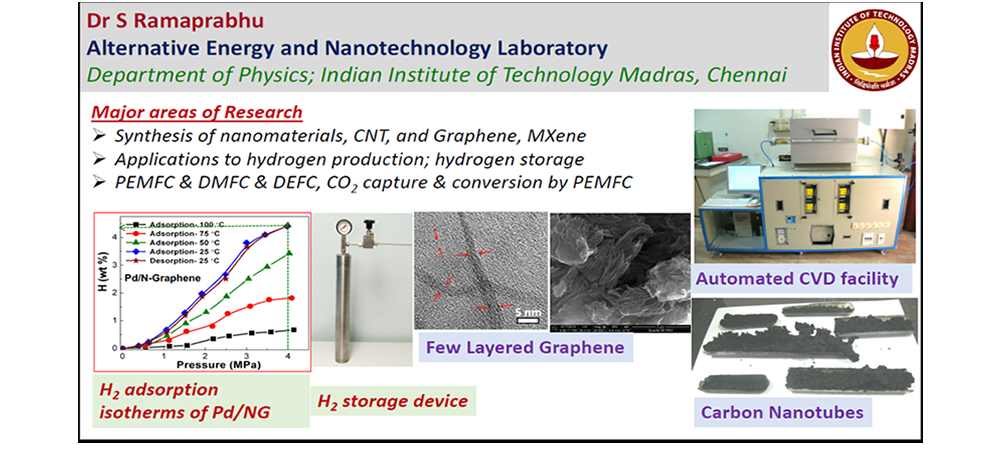 Dr S Ramaprabhu
Alternative Energy and Nanotechnology Laboratory
Department of Physics; Indian Institute of Technology Madras, Chennai
INDIAN INSTITUTE OF TECHNOLOGY MADRAS
Major areas of Research
➢ Synthesis of nanomaterials, CNT, and Graphene, MXene
➢ Applications to hydrogen production; hydrogen storage
➢ PEMFC & DMFC & DEFC, CO2 capture & conversion by PEMFC
Adsorption- 100 °C
Adsorption- 75 °C
Adsorption- 50 °C
Adsorption- 25 °C
Desorption- 25 °C
Pd/N-Graphene
H (wt %)
4
3
2
1
0
0 1 2 3 4
Pressure (MPa)
H2 adsorption
isotherms of Pd/NG
H2 storage device
5 nm
Few Layered Graphene
Automated CVD facility
Carbon Nanotubes